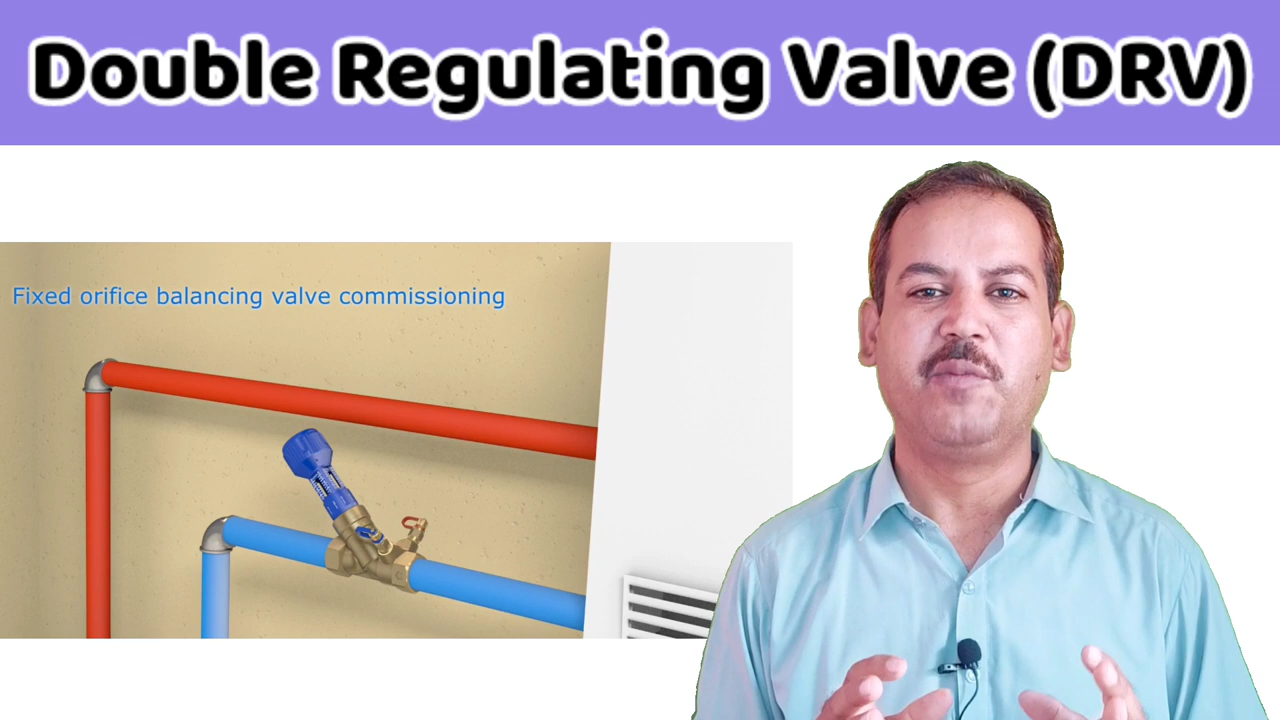 Double Regulating Valve (DRV)
Fixed orifice balancing valve commissioning